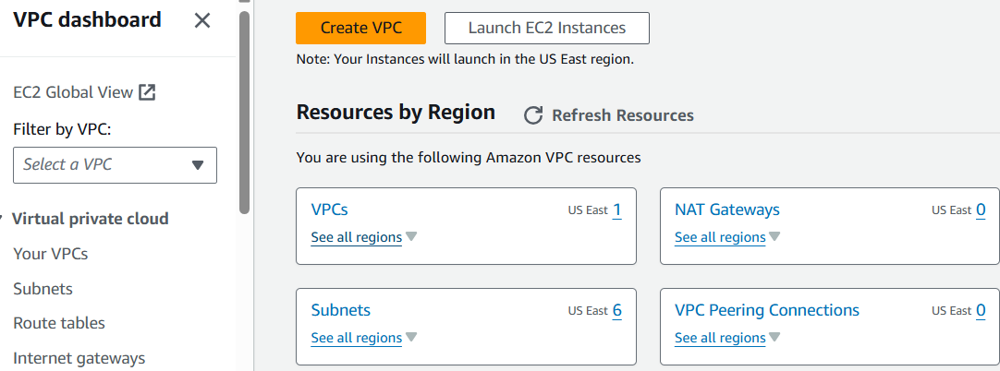 VPC dashboard
EC2 Global View
Filter by VPC:
Select a VPC
Virtual private cloud
Your VPCs
Subnets
Route tables
Internet gateways
Create VPC
Launch EC2 Instances
Note: Your Instances will launch in the US East region.
Resources by Region
Refresh Resources
You are using the following Amazon VPC resources
VPCs US East 1
See all regions
NAT Gateways US East 0
See all regions
Subnets US East 6
See all regions
VPC Peering Connections US East 0
See all regions